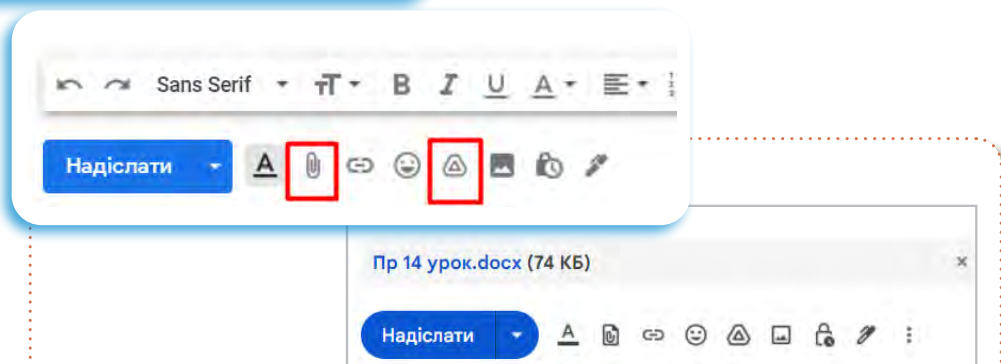 Sans Serif
B I U A
Надіслати A
Пр 14 урок.docx (74 КБ)
Надіслати A